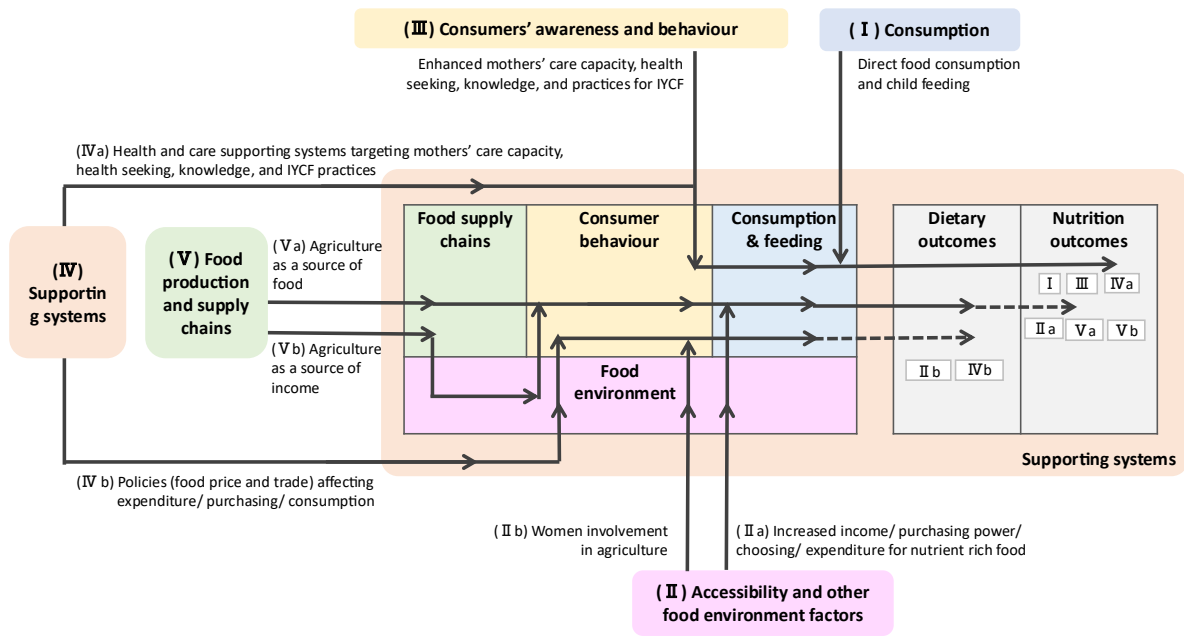 (Ⅲ) Consumers’ awareness and behaviour
(Ⅰ) Consumption
Enhanced mothers’ care capacity, health
seeking, knowledge, and practices for IYCF
Direct food consumption
and child feeding
(Ⅳa) Health and care supporting systems targeting mothers’ care capacity,
health seeking, knowledge, and IYCF practices
Food supply
chains
Consumer
behaviour
Consumption
& feeding
Dietary
outcomes
Nutrition
outcomes
(Ⅳ)
Supportin
g systems
(Ⅴ) Food
production
and supply
chains
(Ⅴa) Agriculture
as a source of
food
(Ⅴb) Agriculture
as a source of
income
Ⅰ
Ⅲ
Ⅳa
Ⅱa
Ⅴa
Ⅴb
Ⅱb
Ⅳb
Food
environment
Supporting systems
(Ⅳ b) Policies (food price and trade) affecting
expenditure/ purchasing/ consumption
(Ⅱb) Women involvement
in agriculture
(Ⅱa) Increased income/ purchasing power/
choosing/ expenditure for nutrient rich food
(Ⅱ) Accessibility and other
food environment factors